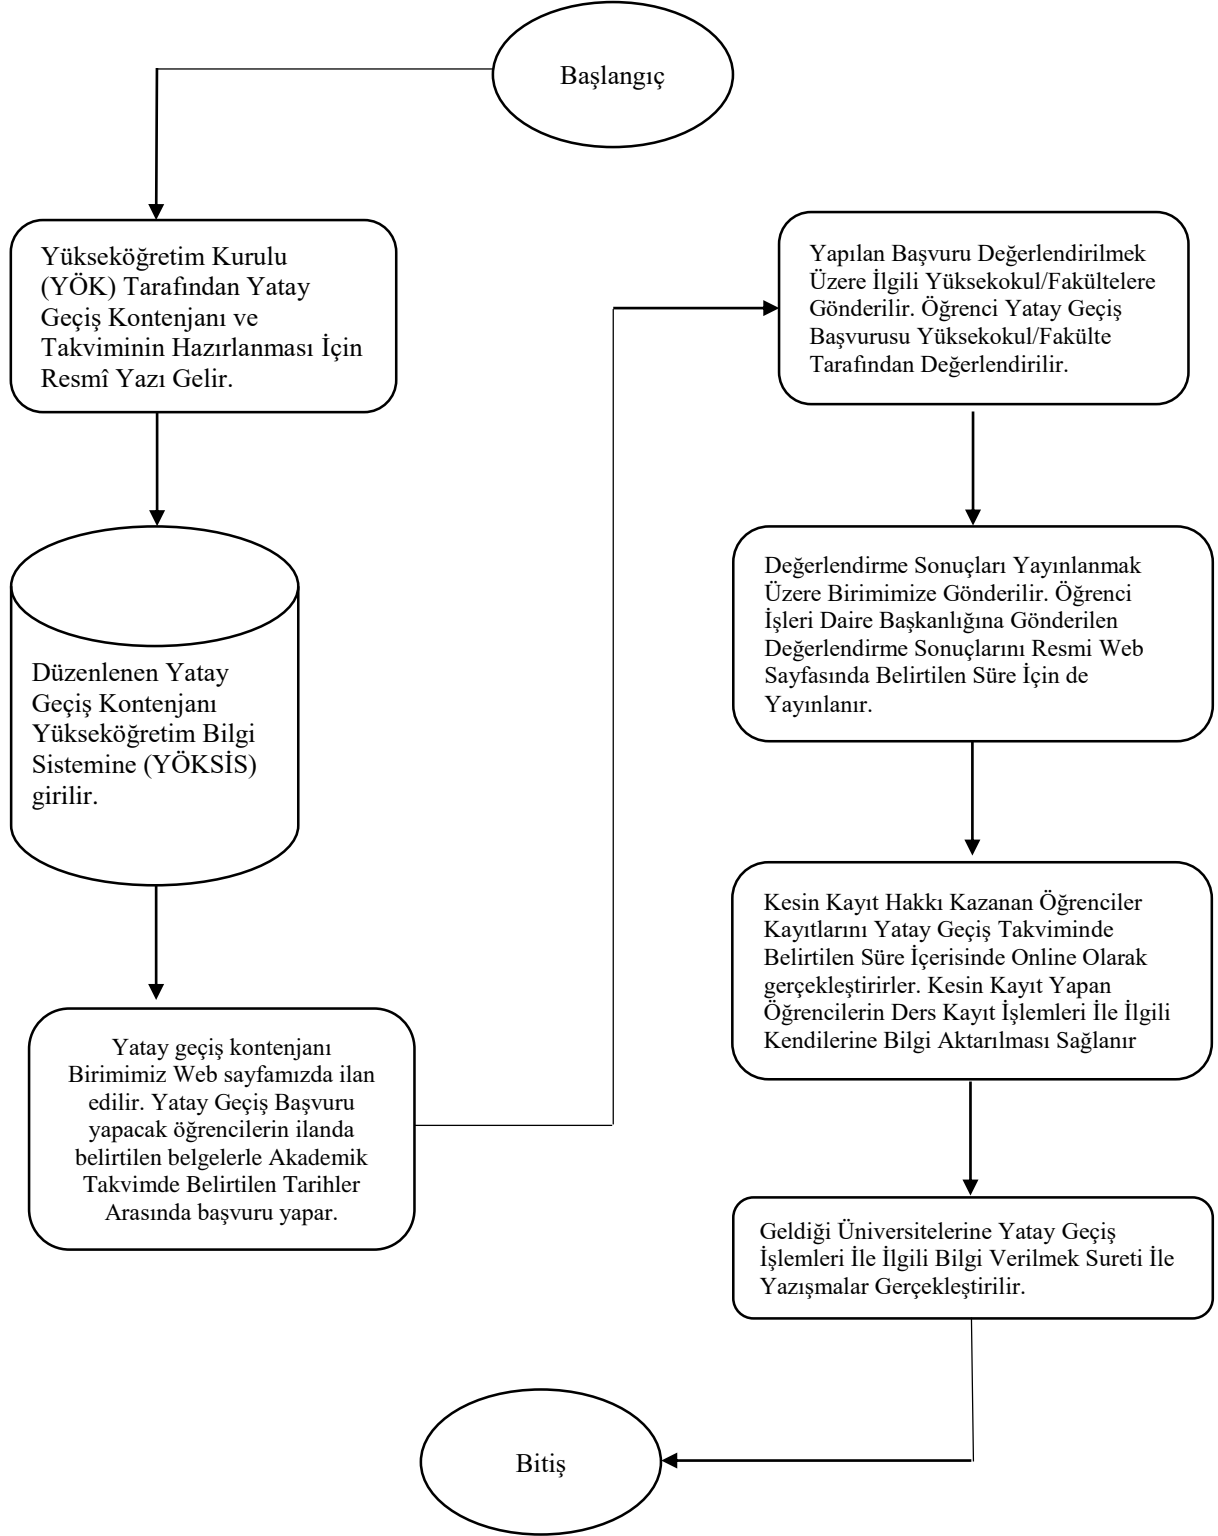 Başlangıç
Yükseköğretim Kurulu
(YÖK) Tarafından Yatay
Geçiş Kontenjanı ve
Takviminin Hazırlanması İçin
Resmî Yazı Gelir.
Düzenlenen Yatay
Geçiş Kontenjanı
Yükseköğretim Bilgi
Sistemine (YÖKSİS)
girilir.
Yatay geçiş kontenjanı
Birimimiz Web sayfamızda ilan
edilir. Yatay Geçiş Başvuru
yapacak öğrencilerin ilanda
belirtilen belgelerle Akademik
Takvimde Belirtilen Tarihler
Arasında başvuru yapar.
Yapılan Başvuru Değerlendirilmek
Üzere İlgili Yüksekokul/Fakültelere
Gönderilir. Öğrenci Yatay Geçiş
Başvurusu Yüksekokul/Fakülte
Tarafından Değerlendirilir.
Değerlendirme Sonuçları Yayınlanmak
Üzere Birimimize Gönderilir. Öğrenci
İşleri Daire Başkanlığına Gönderilen
Değerlendirme Sonuçlarını Resmi Web
Sayfasında Belirtilen Süre İçin de
Yayınlanır.
Kesin Kayıt Hakkı Kazanan Öğrenciler
Kayıtlarını Yatay Geçiş Takviminde
Belirtilen Süre İçerisinde Online Olarak
gerçekleştirirler. Kesin Kayıt Yapan
Öğrencilerin Ders Kayıt İşlemleri İle İlgili
Kendilerine Bilgi Aktarılması Sağlanır
Geldiği Üniversitelerine Yatay Geçiş
İşlemleri İle İlgili Bilgi Verilmek Sureti İle
Yazışmalar Gerçekleştirilir.
Bitiş